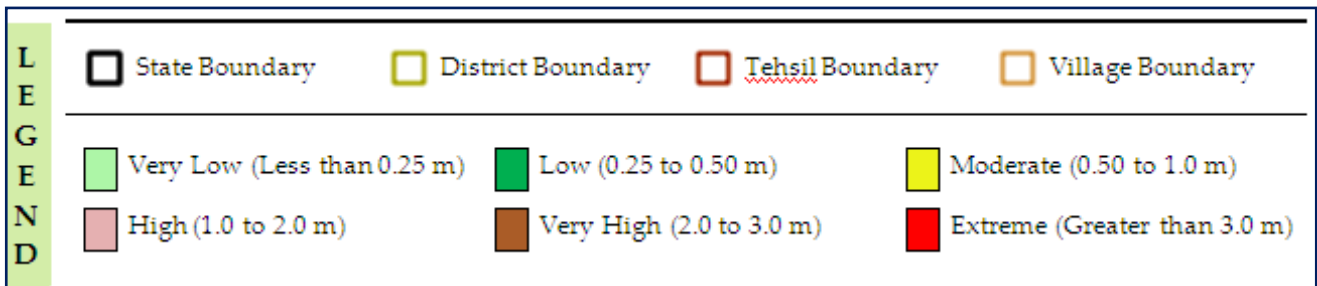 LEGEND
State Boundary District Boundary Tehsil Boundary Village Boundary
Very Low (Less than 0.25 m) Low (0.25 to 0.50 m) Moderate (0.50 to 1.0 m)
High (1.0 to 2.0 m) Very High (2.0 to 3.0 m) Extreme (Greater than 3.0 m)